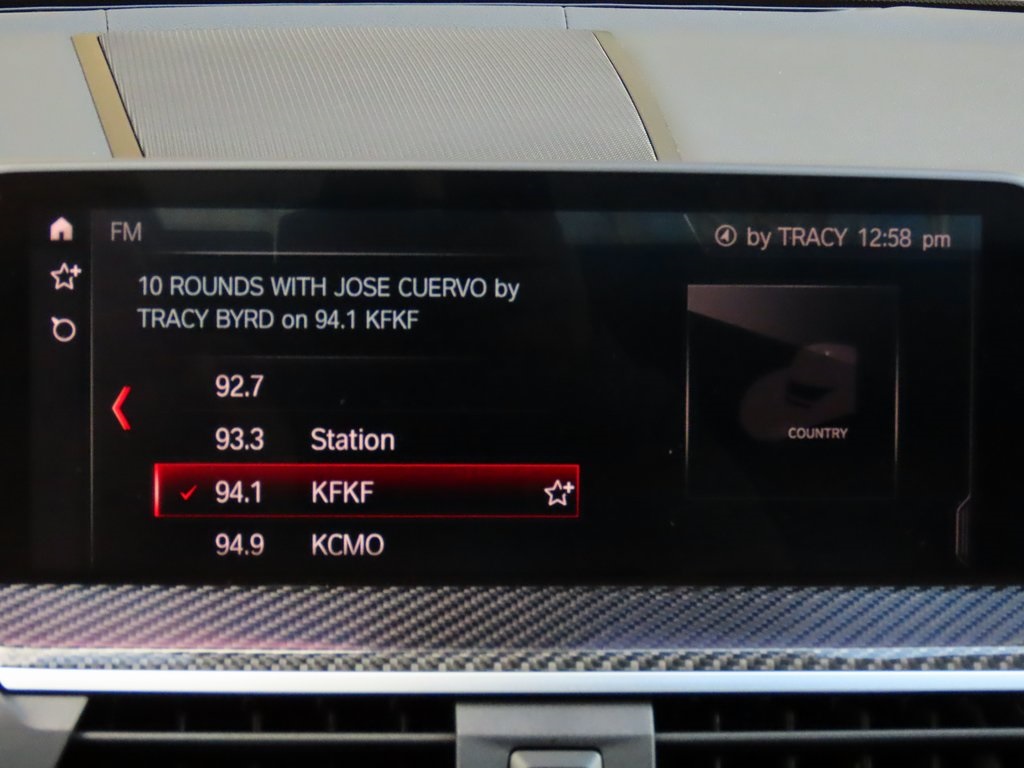 FM
by TRACY 12:58 pm
10 ROUNDS WITH JOSE CUERVO by
TRACY BYRD on 94.1 KFKF
92.7
93.3 Station
94.1 KFKF
94.9 KCMO
COUNTRY